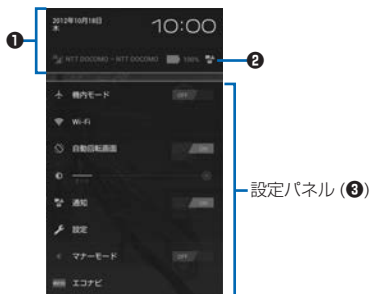 2012年10月18日
木
10:00
❶
NTT DOCOMO - NTT DOCOMO 100%
❷
機内モード OFF
Wi-Fi
自動回転画面 ON
設定パネル (❸)
通知 ON
設定
マナーモード OFF
エコナビ